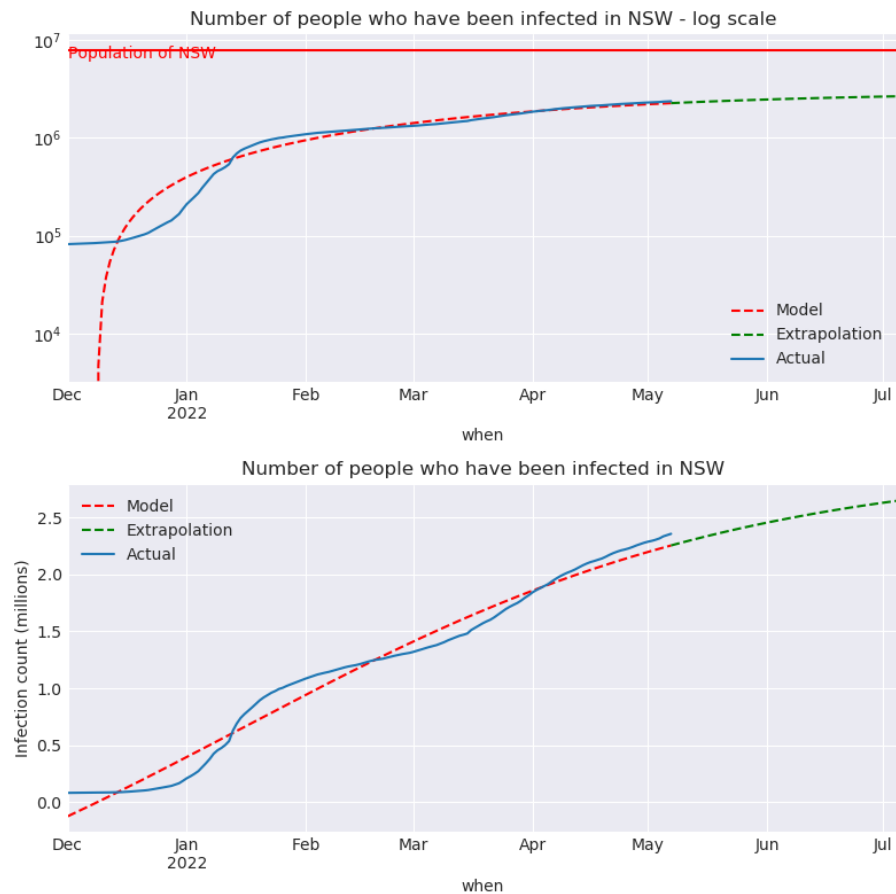 Number of people who have been infected in NSW - log scale
10⁷
Population of NSW
10⁶
10⁵
10⁴
Model
Extrapolation
Actual
Dec Jan Feb Mar Apr May Jun Jul
2022
when
Number of people who have been infected in NSW
Model
Extrapolation
Actual
Infection count (millions)
2.5
2.0
1.5
1.0
0.5
0.0
Dec Jan Feb Mar Apr May Jun Jul
2022
when